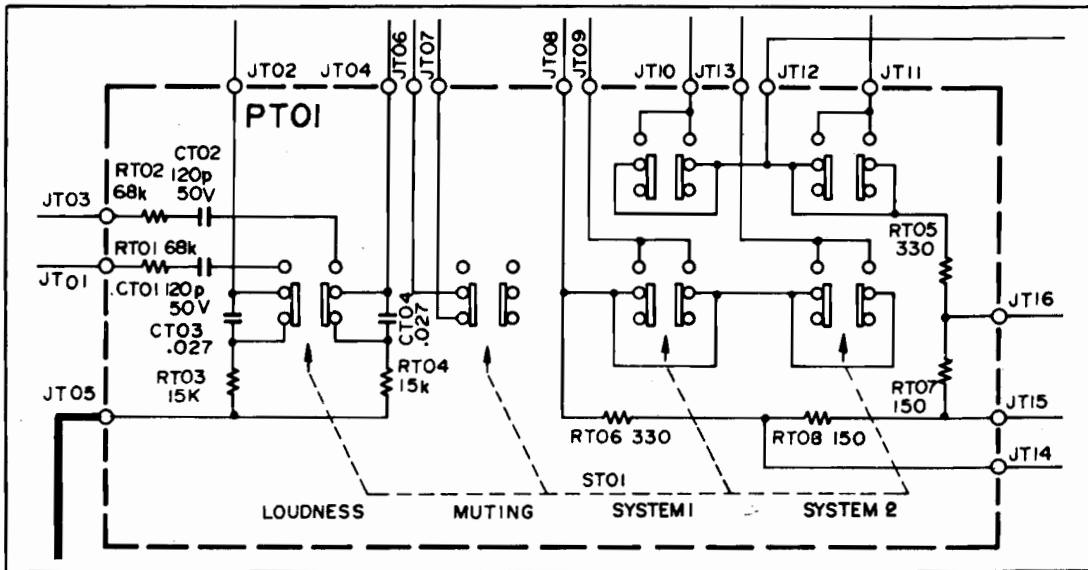 JT02
JT04
JT06
JT07
JT08
JT09
JT10
JT13
JT12
JT11
PT01
CT02
120p
50V
RT02
68k
JT03
RT01 68k
JT01
CT01 120p
50V
CT03
.027
CT04
.027
RT03
15K
RT04
15k
JT05
RT05
330
JT16
RT07
150
JT15
RT06 330
RT08 150
JT14
ST01
LOUDNESS
MUTING
SYSTEM 1
SYSTEM 2